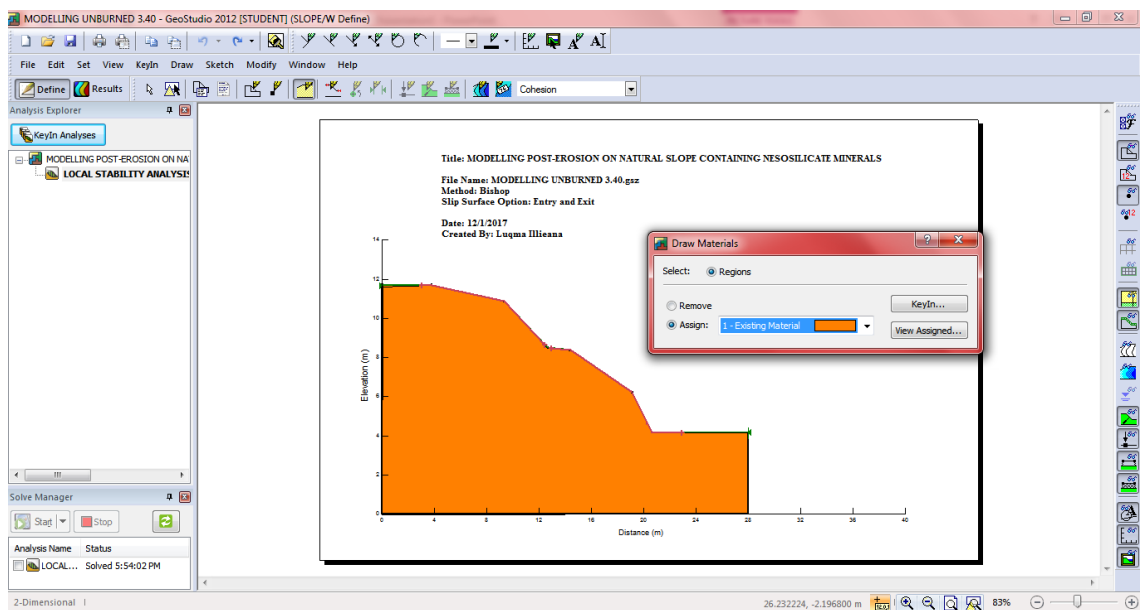 MODELLING UNBURNED 3.40 - GeoStudio 2012 [STUDENT] (SLOPE/W Define)
File Edit Set View KeyIn Draw Sketch Modify Window Help
Define Results Cohesion
Analysis Explorer
KeyIn Analyses
MODELLING POST-EROSION ON NA
LOCAL STABILITY ANALYSIS
Title: MODELLING POST-EROSION ON NATURAL SLOPE CONTAINING NESOSILICATE MINERALS
File Name: MODELLING UNBURNED 3.40.gsz
Method: Bishop
Slip Surface Option: Entry and Exit
Date: 12/1/2017
Created By: Luqma Illieana
Draw Materials
Select: Regions
Remove KeyIn...
Assign: 1 - Existing Material View Assigned...
14
12
10
8
6
4
2
0
Elevation (m)
0 4 8 12 16 20 24 28 32 36 40
Distance (m)
Solve Manager
Start Stop
Analysis Name Status
LOCAL... Solved 5:54:02 PM
2-Dimensional 26.232224, -2.196800 m 83%